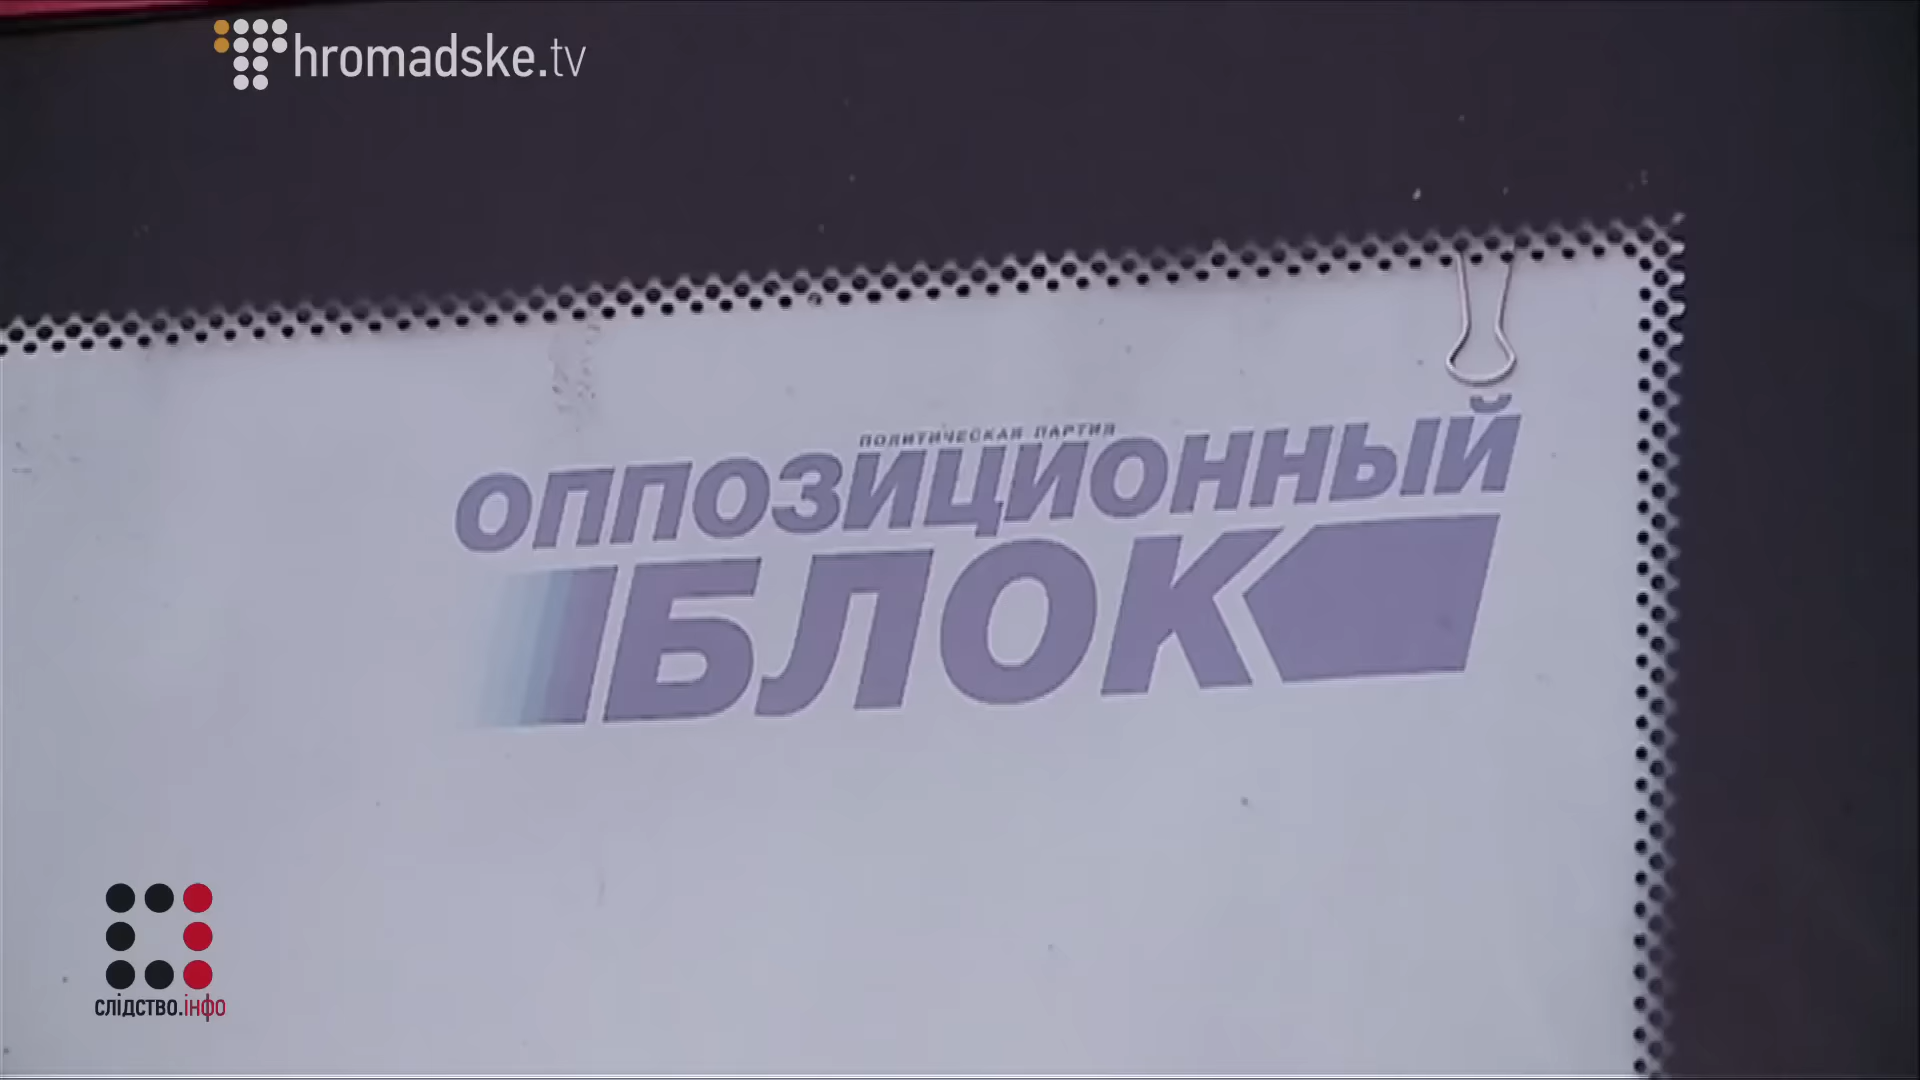 hromadske.tv
ПОЛИТИЧЕСКАЯ ПАРТИЯ
ОППОЗИЦИОННЫЙ
БЛОК
слідство.інфо